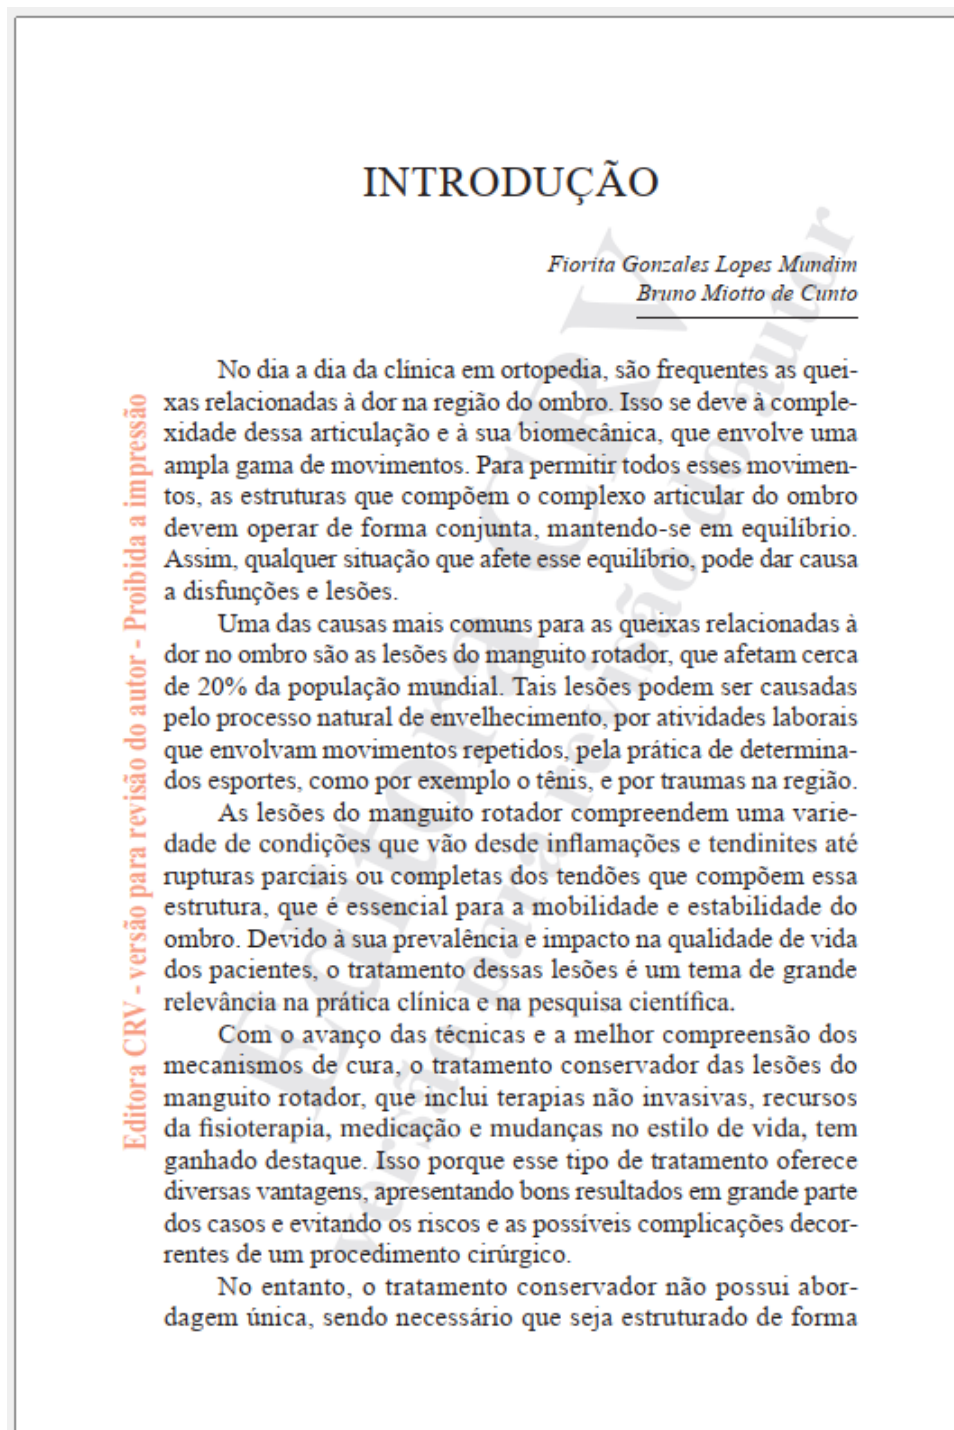 INTRODUÇÃO
Fiorita Gonzales Lopes Mundim
Bruno Miotto de Cunto
No dia a dia da clínica em ortopedia, são frequentes as quei-
xas relacionadas à dor na região do ombro. Isso se deve à comple-
xidade dessa articulação e à sua biomecânica, que envolve uma
ampla gama de movimentos. Para permitir todos esses movimen-
tos, as estruturas que compõem o complexo articular do ombro
devem operar de forma conjunta, mantendo-se em equilíbrio.
Assim, qualquer situação que afete esse equilíbrio, pode dar causa
a disfunções e lesões.
Uma das causas mais comuns para as queixas relacionadas à
dor no ombro são as lesões do manguito rotador, que afetam cerca
de 20% da população mundial. Tais lesões podem ser causadas
pelo processo natural de envelhecimento, por atividades laborais
que envolvam movimentos repetidos, pela prática de determina-
dos esportes, como por exemplo o tênis, e por traumas na região.
As lesões do manguito rotador compreendem uma varie-
dade de condições que vão desde inflamações e tendinites até
rupturas parciais ou completas dos tendões que compõem essa
estrutura, que é essencial para a mobilidade e estabilidade do
ombro. Devido à sua prevalência e impacto na qualidade de vida
dos pacientes, o tratamento dessas lesões é um tema de grande
relevância na prática clínica e na pesquisa científica.
Com o avanço das técnicas e a melhor compreensão dos
mecanismos de cura, o tratamento conservador das lesões do
manguito rotador, que inclui terapias não invasivas, recursos
da fisioterapia, medicação e mudanças no estilo de vida, tem
ganhado destaque. Isso porque esse tipo de tratamento oferece
diversas vantagens, apresentando bons resultados em grande parte
dos casos e evitando os riscos e as possíveis complicações decor-
rentes de um procedimento cirúrgico.
No entanto, o tratamento conservador não possui abor-
dagem única, sendo necessário que seja estruturado de forma
Editora CRV - versão para revisão do autor - Proibida a impressão
Editora CRV
versão para revisão do autor